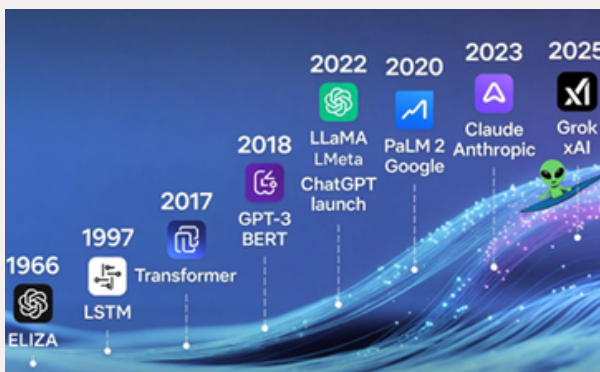 1966
ELIZA
1997
LSTM
2017
Transformer
2018
GPT-3
BERT
2022
LLaMA
LMeta
ChatGPT
launch
2020
PaLM 2
Google
2023
Claude
Anthropic
2025
Grok
xAI